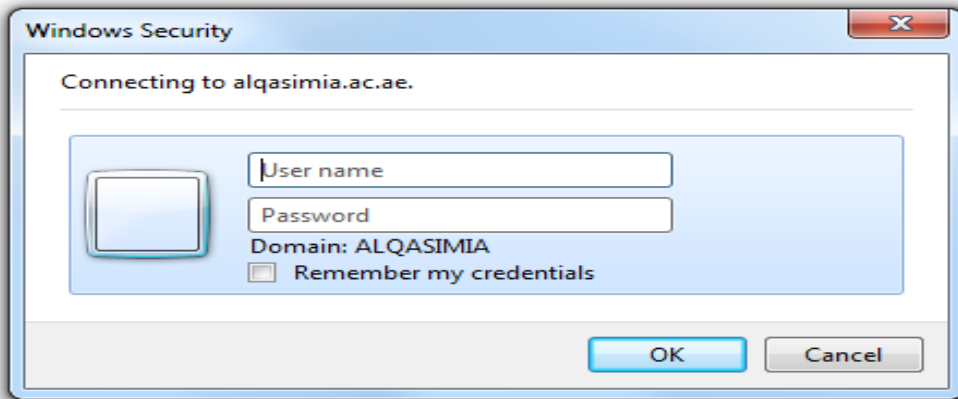 Windows Security
Connecting to alqasimia.ac.ae.
User name
Password
Domain: ALQASIMIA
Remember my credentials
OK Cancel